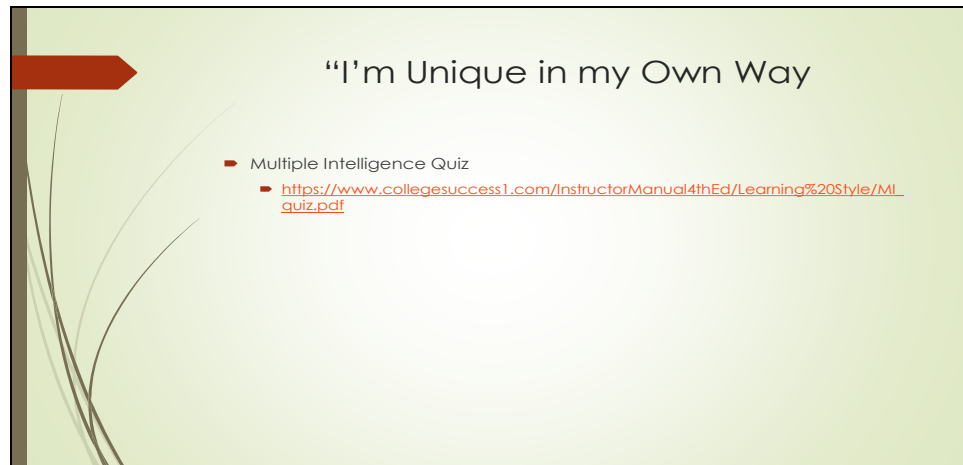 “I’m Unique in my Own Way
Multiple Intelligence Quiz
https://www.collegesuccess1.com/InstructorManual4thEd/Learning%20Style/MI_
quiz.pdf